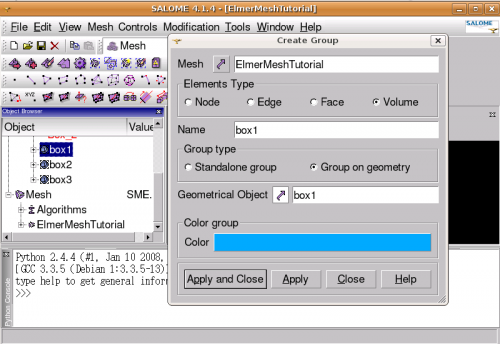 SALOME 4.1.4 - [ElmerMeshTutorial]
File Edit View Mesh Controls Modification Tools Window Help
SALOME
Mesh
Object Browser
Object Value
Box_2
box1
box2
box3
Mesh SME.
Algorithms
ElmerMeshTutorial
Create Group
Mesh ElmerMeshTutorial
Elements Type
Node Edge Face Volume
Name box1
Group type
Standalone group Group on geometry
Geometrical Object box1
Color group
Color
Apply and Close Apply Close Help
Python Console
Python 2.4.4 (#1, Jan 10 2008,
[GCC 3.3.5 (Debian 1:3.3.5-13)]
type help to get general infor
>>>